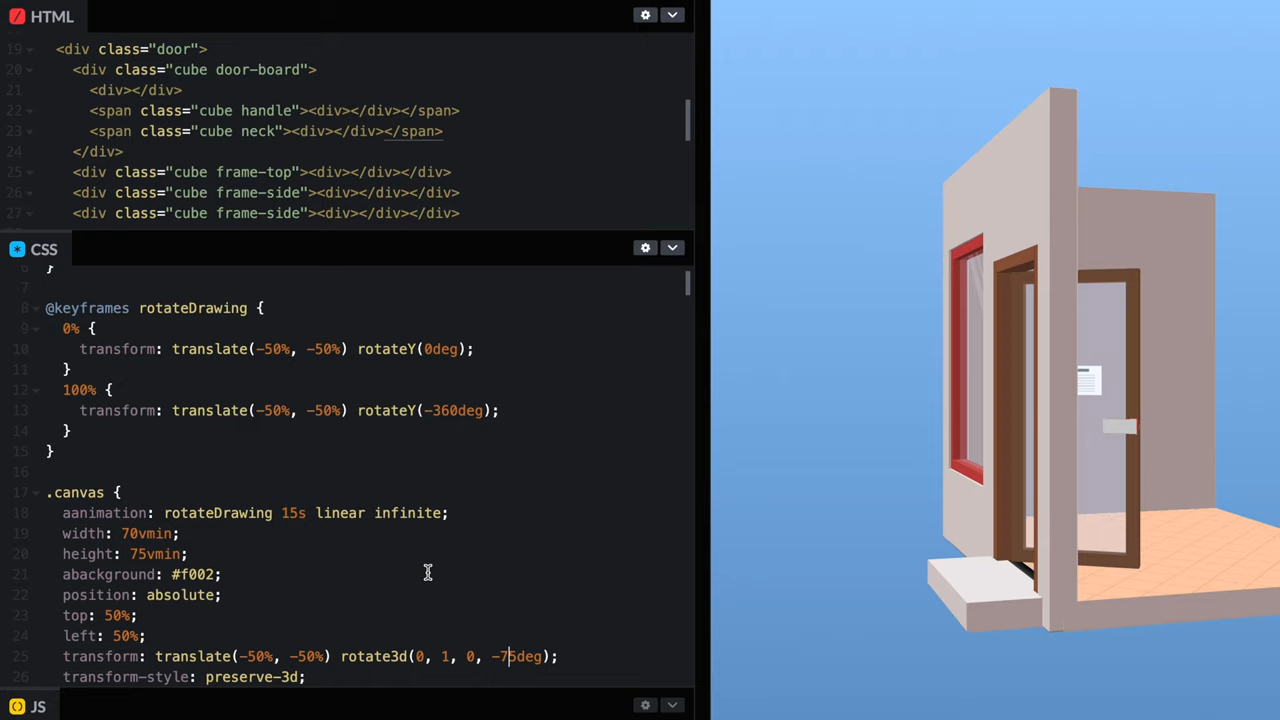 HTML
19 <div class="door">
20 <div class="cube door-board">
21 <div></div>
22 <span class="cube handle"><div></div></span>
23 <span class="cube neck"><div></div></span>
24 </div>
25 <div class="cube frame-top"><div></div></div>
26 <div class="cube frame-side"><div></div></div>
27 <div class="cube frame-side"><div></div></div>
CSS
6 }
7
8 @keyframes rotateDrawing {
9 0% {
10 transform: translate(-50%, -50%) rotateY(0deg);
11 }
12 100% {
13 transform: translate(-50%, -50%) rotateY(-360deg);
14 }
15 }
16
17 .canvas {
18 aanimation: rotateDrawing 15s linear infinite;
19 width: 70vmin;
20 height: 75vmin;
21 abackground: #f002;
22 position: absolute;
23 top: 50%;
24 left: 50%;
25 transform: translate(-50%, -50%) rotate3d(0, 1, 0, -75deg);
26 transform-style: preserve-3d;
JS